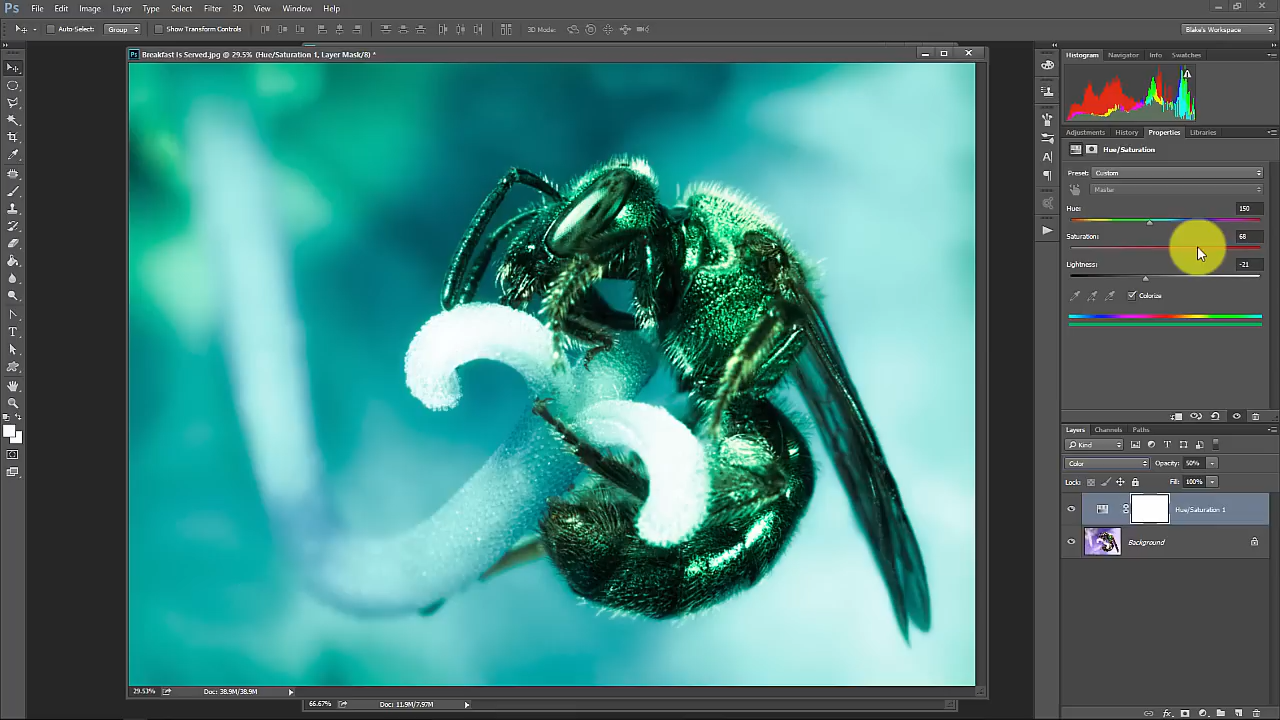 Ps File Edit Image Layer Type Select Filter 3D View Window Help
Auto-Select: Group Show Transform Controls 3D Mode: Blake's Workspace
Breakfast Is Served.jpg @ 29.5% (Hue/Saturation 1, Layer Mask/8) *
Histogram Navigator Info Swatches
Adjustments History Properties Libraries
Hue/Saturation
Preset: Custom
Master
Hue: 150
Saturation: 68
Lightness: -21
Colorize
Layers Channels Paths
Kind
Color Opacity: 50%
Locks: Fill: 100%
Hue/Saturation 1
Background
29.53% Doc: 38.9M/38.9M
66.67% Doc: 11.9M/7.97M